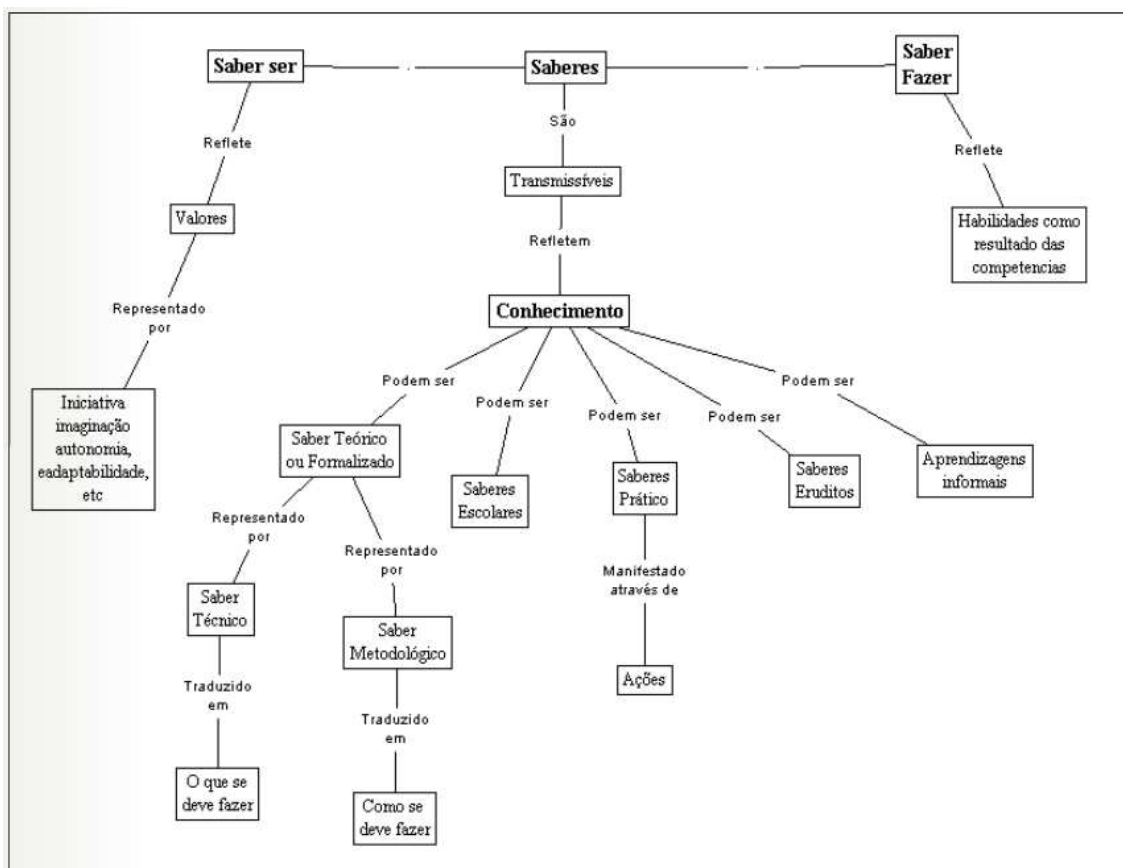 Saber ser
Saberes
Saber
Fazer
São
Reflete
Reflete
Transmissíveis
Valores
Habilidades como
resultado das
competencias
Refletem
Conhecimento
Representado
por
Podem ser
Podem ser
Podem ser
Podem ser
Podem ser
Iniciativa
imaginação
autonomia,
eadaptabilidade,
etc
Saber Teórico
ou Formalizado
Saberes
Escolares
Saberes
Prático
Saberes
Eruditos
Aprendizagens
informais
Representado
por
Representado
por
Manifestado
através de
Saber
Técnico
Saber
Metodológico
Ações
Traduzido
em
Traduzido
em
O que se
deve fazer
Como se
deve fazer